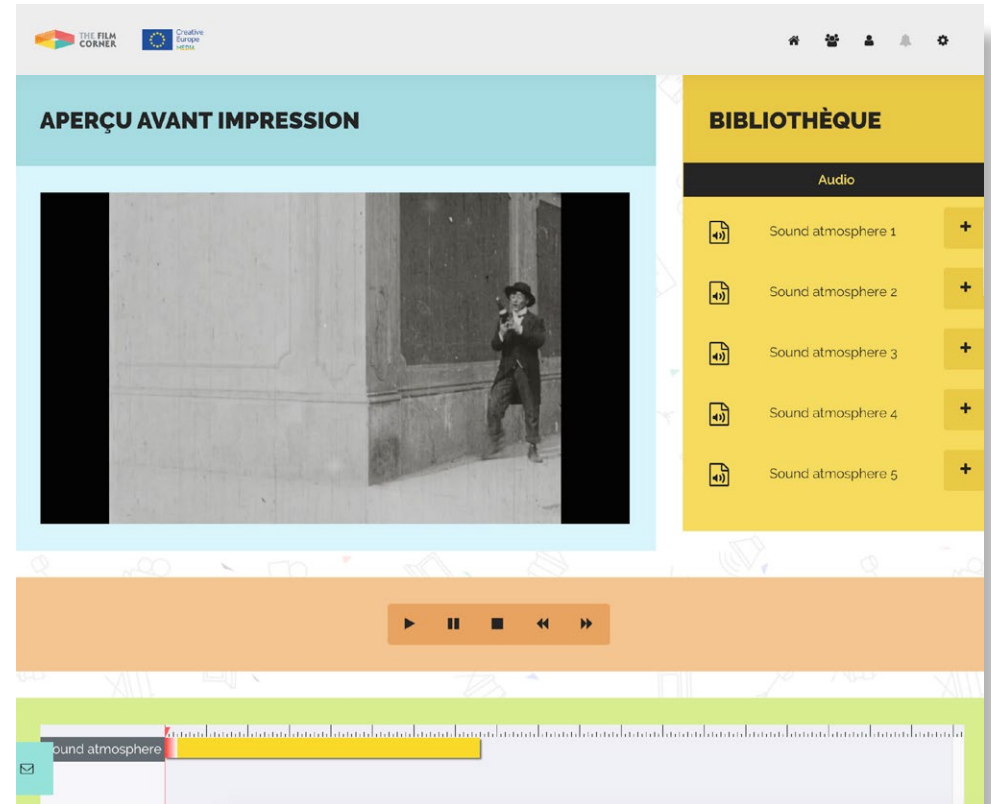 THE FILM
CORNER
Creative
Europe
MEDIA
APERÇU AVANT IMPRESSION
BIBLIOTHÈQUE
Audio
Sound atmosphere 1
Sound atmosphere 2
Sound atmosphere 3
Sound atmosphere 4
Sound atmosphere 5
ound atmosphere